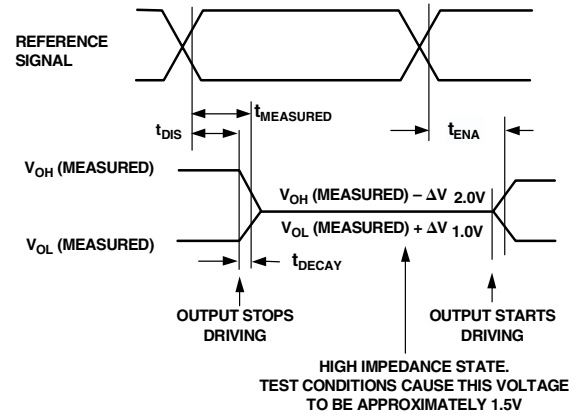 REFERENCE
SIGNAL
tMEASURED
tDIS
tENA
VOH (MEASURED)
VOH (MEASURED) – ΔV 2.0V
VOL (MEASURED)
VOL (MEASURED) + ΔV 1.0V
tDECAY
OUTPUT STOPS
DRIVING
OUTPUT STARTS
DRIVING
HIGH IMPEDANCE STATE.
TEST CONDITIONS CAUSE THIS VOLTAGE
TO BE APPROXIMATELY 1.5V